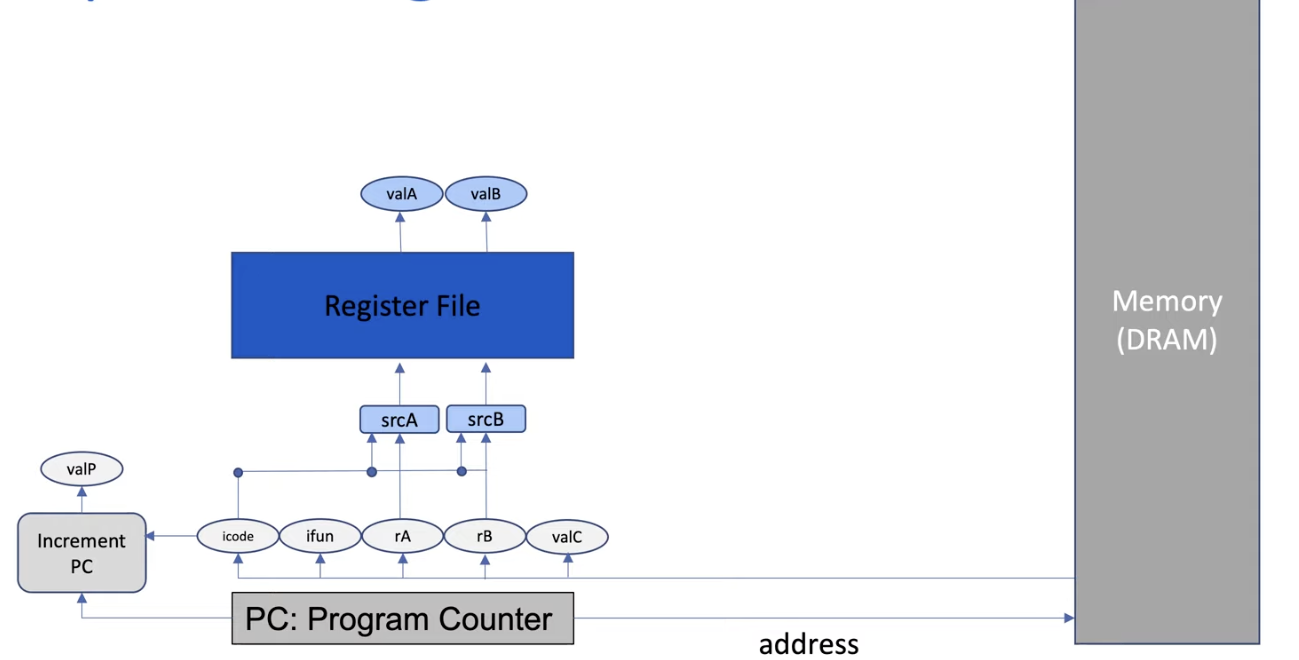 valA
valB
Register File
Memory
(DRAM)
srcA
srcB
valP
Increment
PC
icode
ifun
rA
rB
valC
PC: Program Counter
address